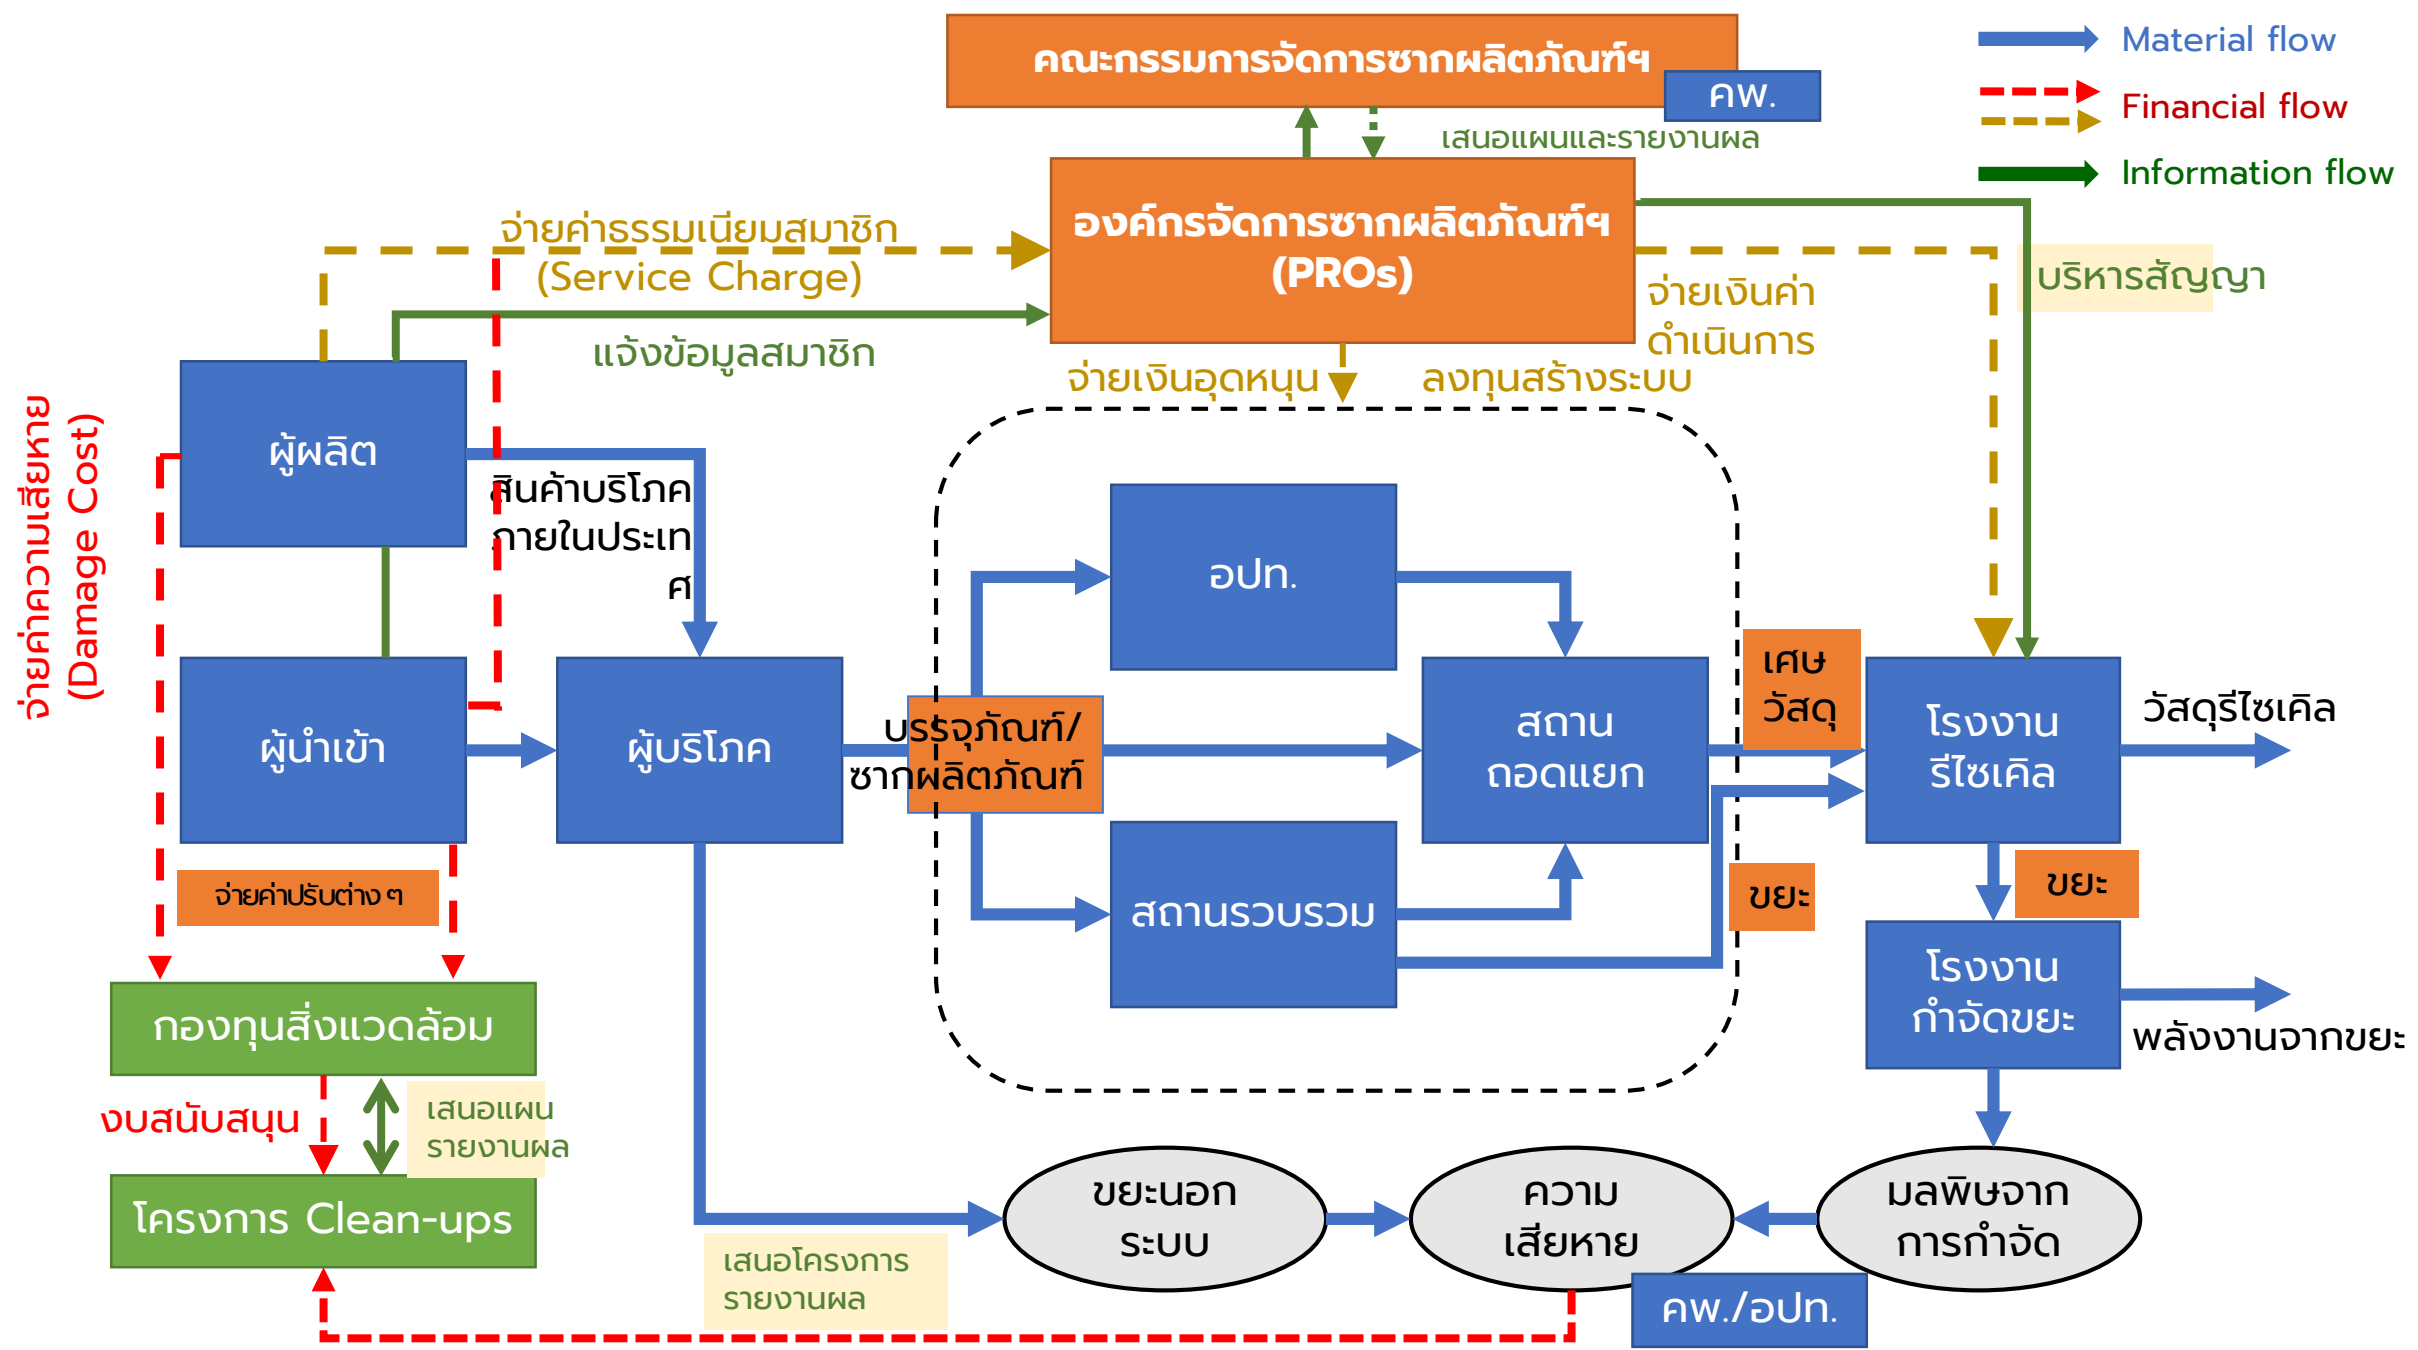 คณะกรรมการจัดการซากผลิตภัณฑ์ฯ
คพ.
Material flow
Financial flow
Information flow
เสนอแผนและรายงานผล
องค์กรจัดการซากผลิตภัณฑ์ฯ
(PROs)
จ่ายค่าธรรมเนียมสมาชิก
(Service Charge)
แจ้งข้อมูลสมาชิก
จ่ายเงินค่า
ดำเนินการ
บริหารสัญญา
จ่ายเงินอุดหนุน
ลงทุนสร้างระบบ
จ่ายค่าความเสียหาย
(Damage Cost)
ผู้ผลิต
สินค้าบริโภค
ภายในประเท
ศ
อปท.
ผู้นำเข้า
ผู้บริโภค
บรรจุภัณฑ์/
ซากผลิตภัณฑ์
สถาน
ถอดแยก
เศษ
วัสดุ
โรงงาน
รีไซเคิล
วัสดุรีไซเคิล
จ่ายค่าปรับต่าง ๆ
สถานรวบรวม
ขยะ
ขยะ
โรงงาน
กำจัดขยะ
พลังงานจากขยะ
กองทุนสิ่งแวดล้อม
งบสนับสนุน
เสนอแผน
รายงานผล
โครงการ Clean-ups
เสนอโครงการ
รายงานผล
ขยะนอก
ระบบ
ความ
เสียหาย
มลพิษจาก
การกำจัด
คพ./อปท.